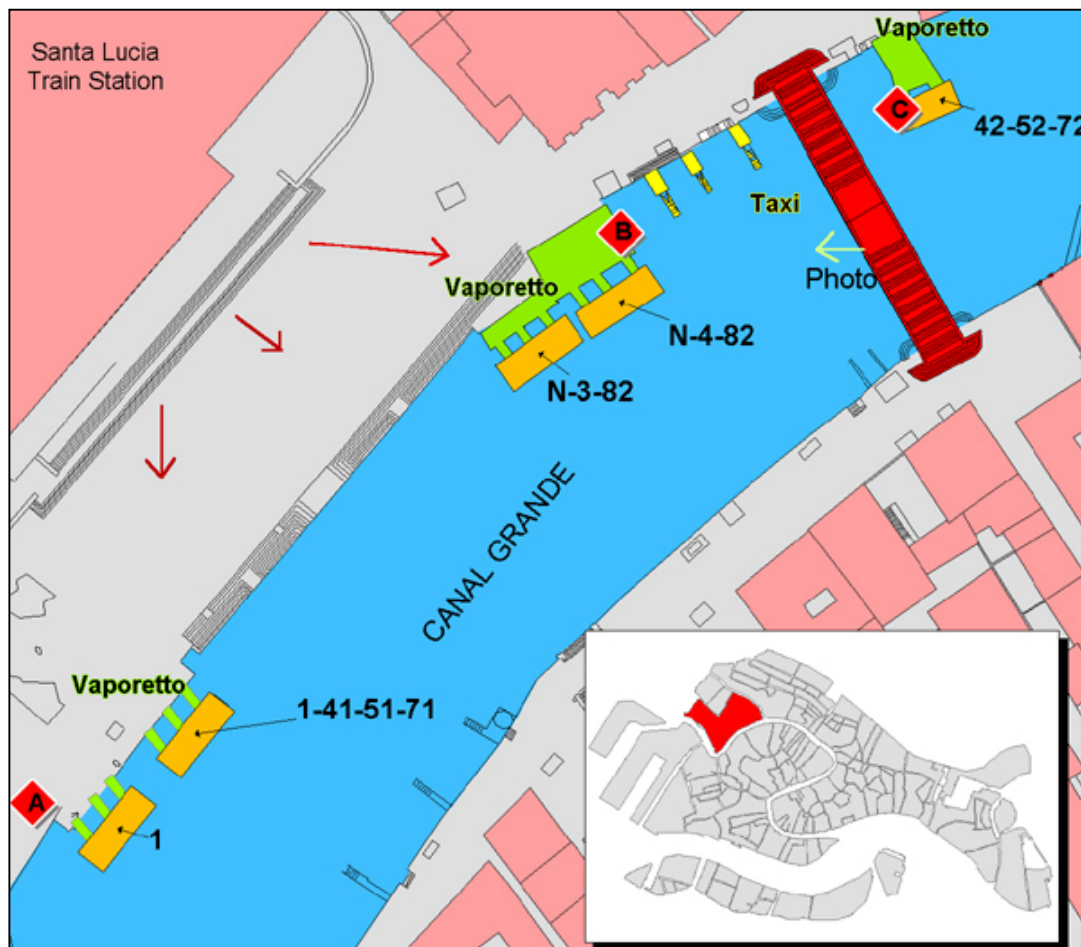 Santa Lucia
Train Station
Vaporetto
C
42-52-72
Taxi
B
Vaporetto
Photo
N-4-82
N-3-82
CANAL GRANDE
Vaporetto
1-41-51-71
A
1